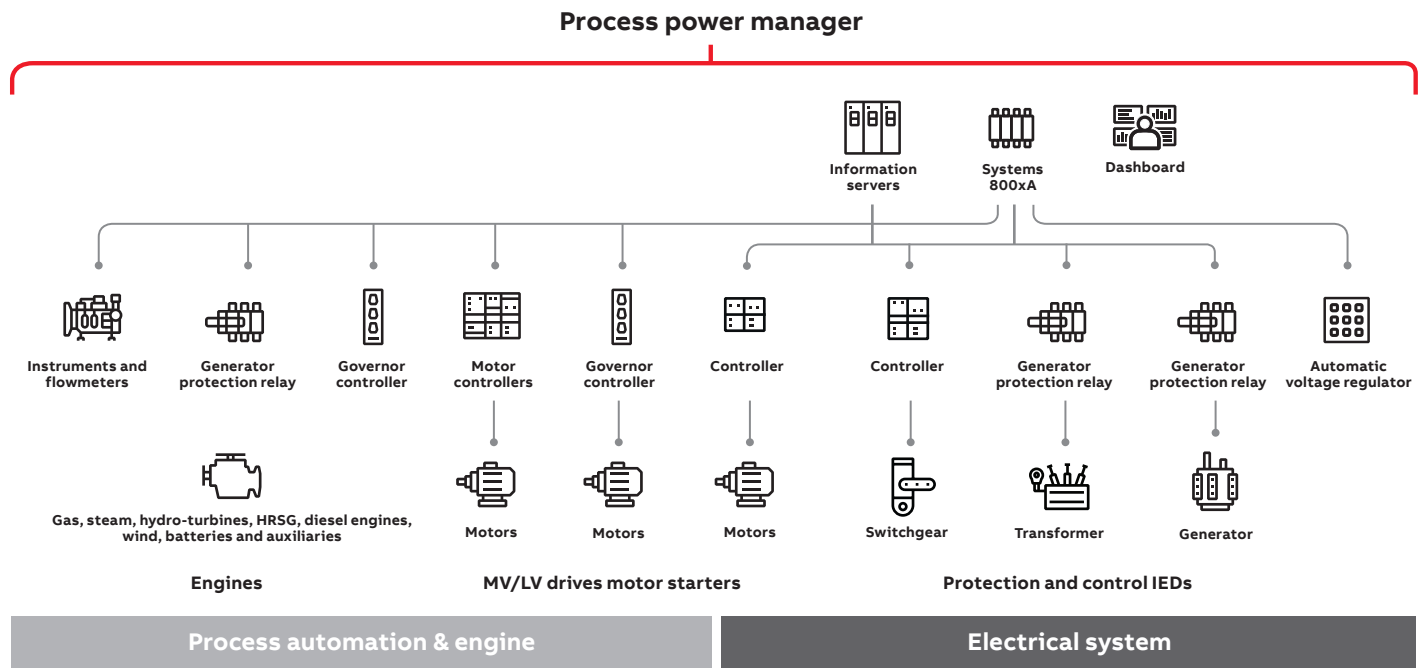 Process power manager
Information
servers
Systems
800xA
Dashboard
Instruments and
flowmeters
Generator
protection relay
Governor
controller
Motor
controllers
Governor
controller
Controller
Controller
Generator
protection relay
Generator
protection relay
Automatic
voltage regulator
Gas, steam, hydro-turbines, HRSG, diesel engines,
wind, batteries and auxiliaries
Motors
Motors
Motors
Switchgear
Transformer
Generator
Engines
MV/LV drives motor starters
Protection and control IEDs
Process automation & engine
Electrical system